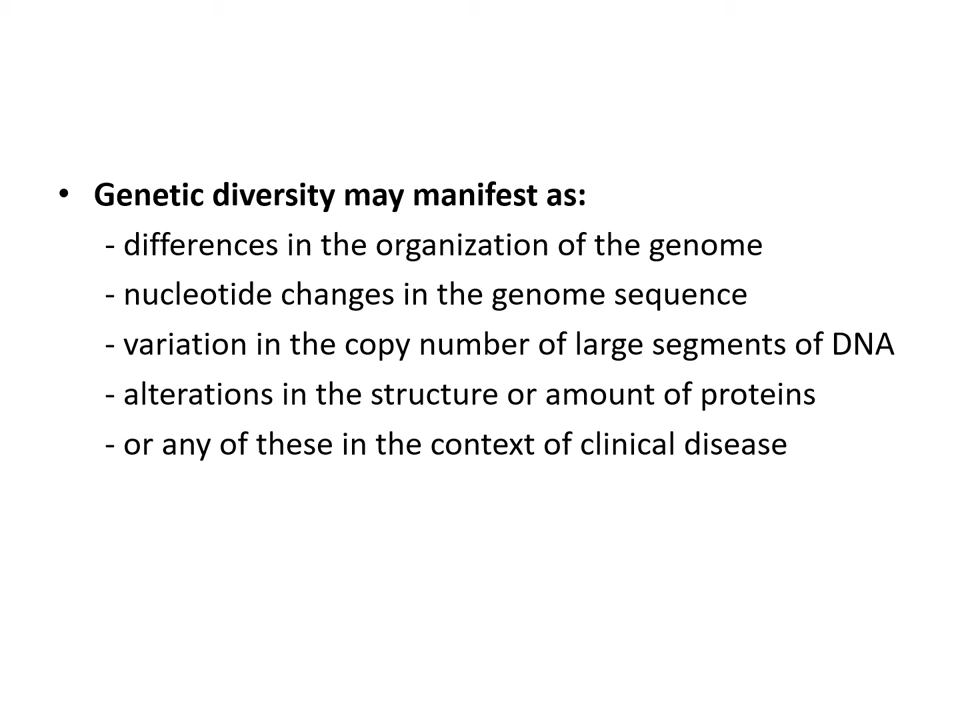 • Genetic diversity may manifest as:
- differences in the organization of the genome
- nucleotide changes in the genome sequence
- variation in the copy number of large segments of DNA
- alterations in the structure or amount of proteins
- or any of these in the context of clinical disease